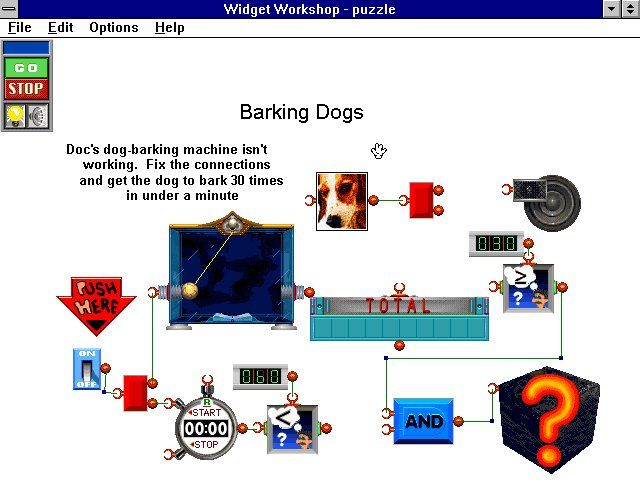 Widget Workshop - puzzle
File Edit Options Help
GO
STOP
Barking Dogs
Doc's dog-barking machine isn't
working. Fix the connections
and get the dog to bark 30 times
in under a minute
030
≥
?
PUSH
HERE
TOTAL
ON
OFF
060
R
START
00:00
STOP
<
?
AND
?